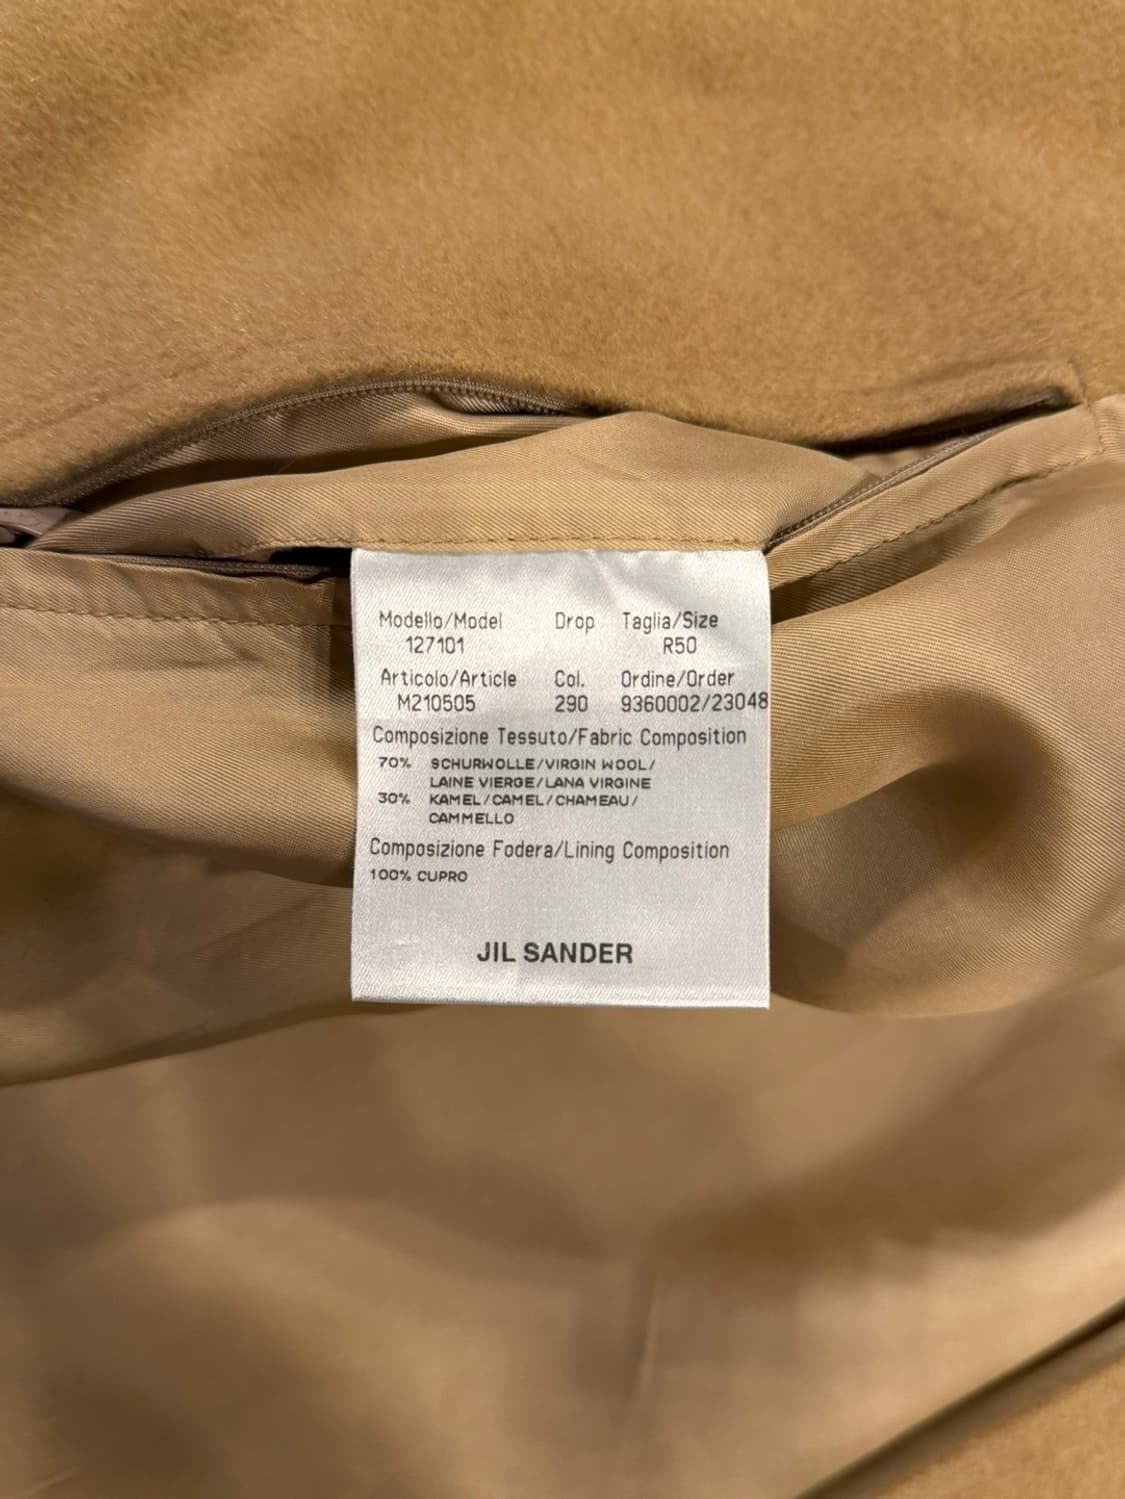 Modello/Model Drop Taglia/Size
127101 R50
Articolo/Article Col. Ordine/Order
M210505 290 9360002/23048
Composizione Tessuto/Fabric Composition
70% SCHURWOLLE/VIRGIN WOOL/
LAINE VIERGE/LANA VIRGINE
30% KAMEL/CAMEL/CHAMEAU/
CAMMELLO
Composizione Fodera/Lining Composition
100% CUPRO
JIL SANDER